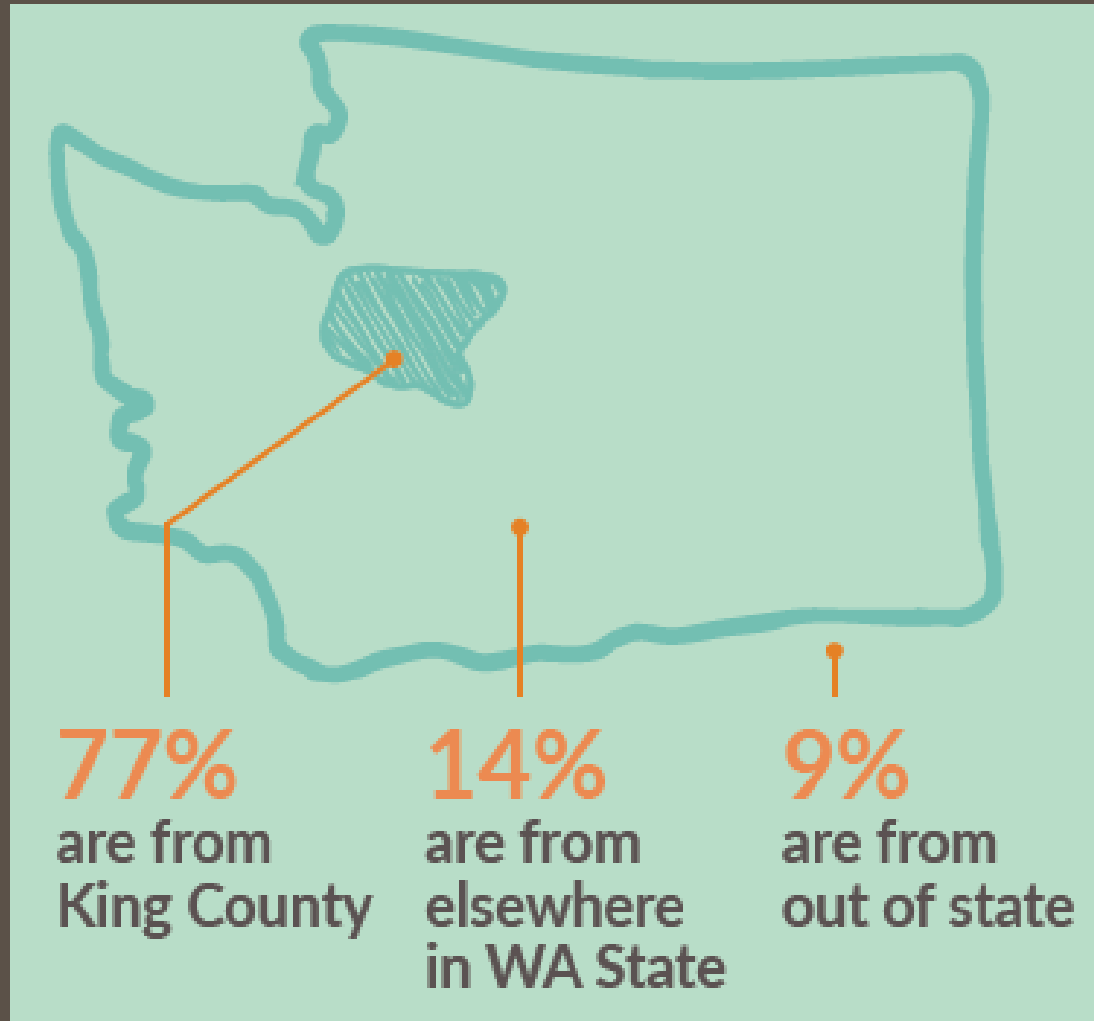 77%
are from
King County
14%
are from
elsewhere
in WA State
9%
are from
out of state